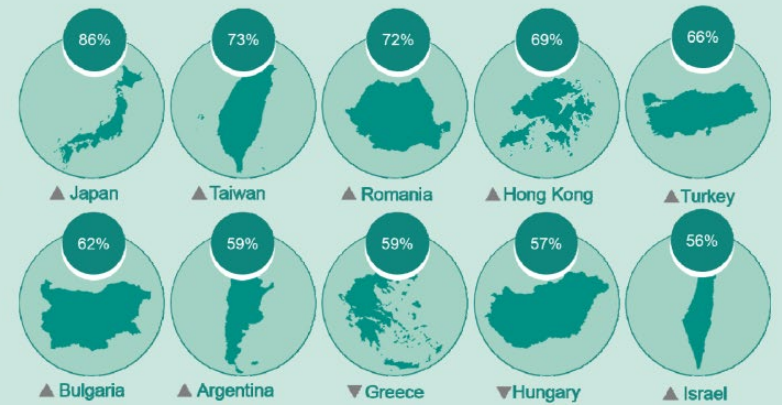 86% 73% 72% 69% 66%
▲ Japan ▲ Taiwan ▲ Romania ▲ Hong Kong ▲ Turkey
62% 59% 59% 57% 56%
▲ Bulgaria ▲ Argentina ▼ Greece ▼ Hungary ▲ Israel